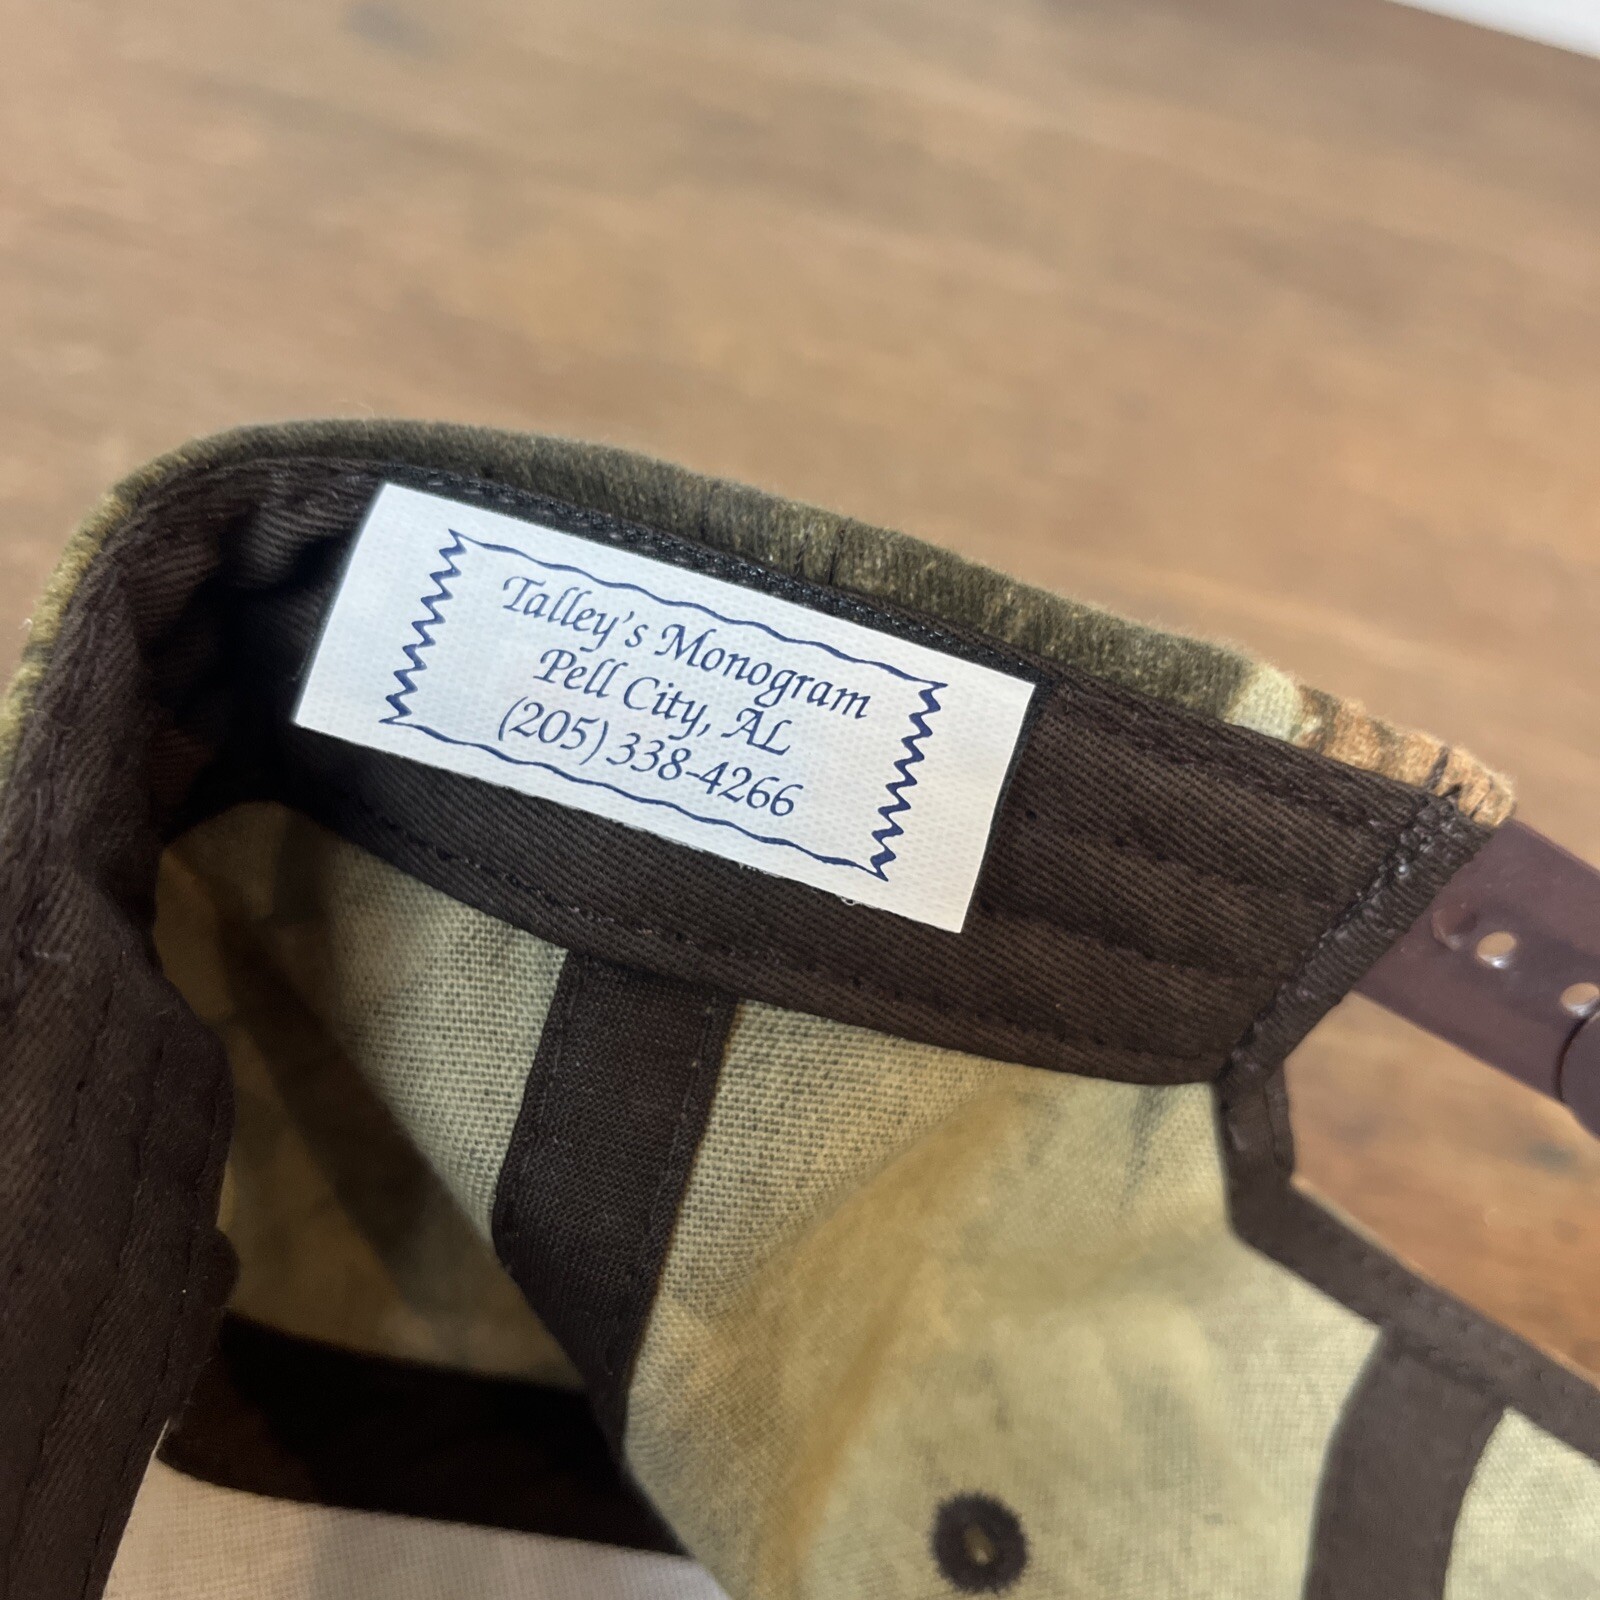 Talley's Monogram
Pell City, AL
(205) 338-4266